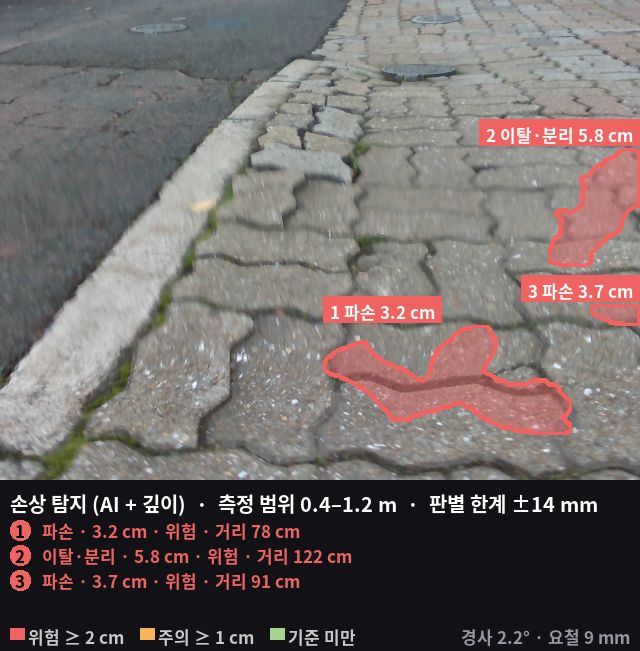 2 이탈·분리 5.8 cm
3 파손 3.7 cm
1 파손 3.2 cm
손상 탐지 (AI + 깊이) · 측정 범위 0.4–1.2 m · 판별 한계 ±14 mm
1 파손 · 3.2 cm · 위험 · 거리 78 cm
2 이탈·분리 · 5.8 cm · 위험 · 거리 122 cm
3 파손 · 3.7 cm · 위험 · 거리 91 cm
위험 ≥ 2 cm 주의 ≥ 1 cm 기준 미만 경사 2.2° · 요철 9 mm